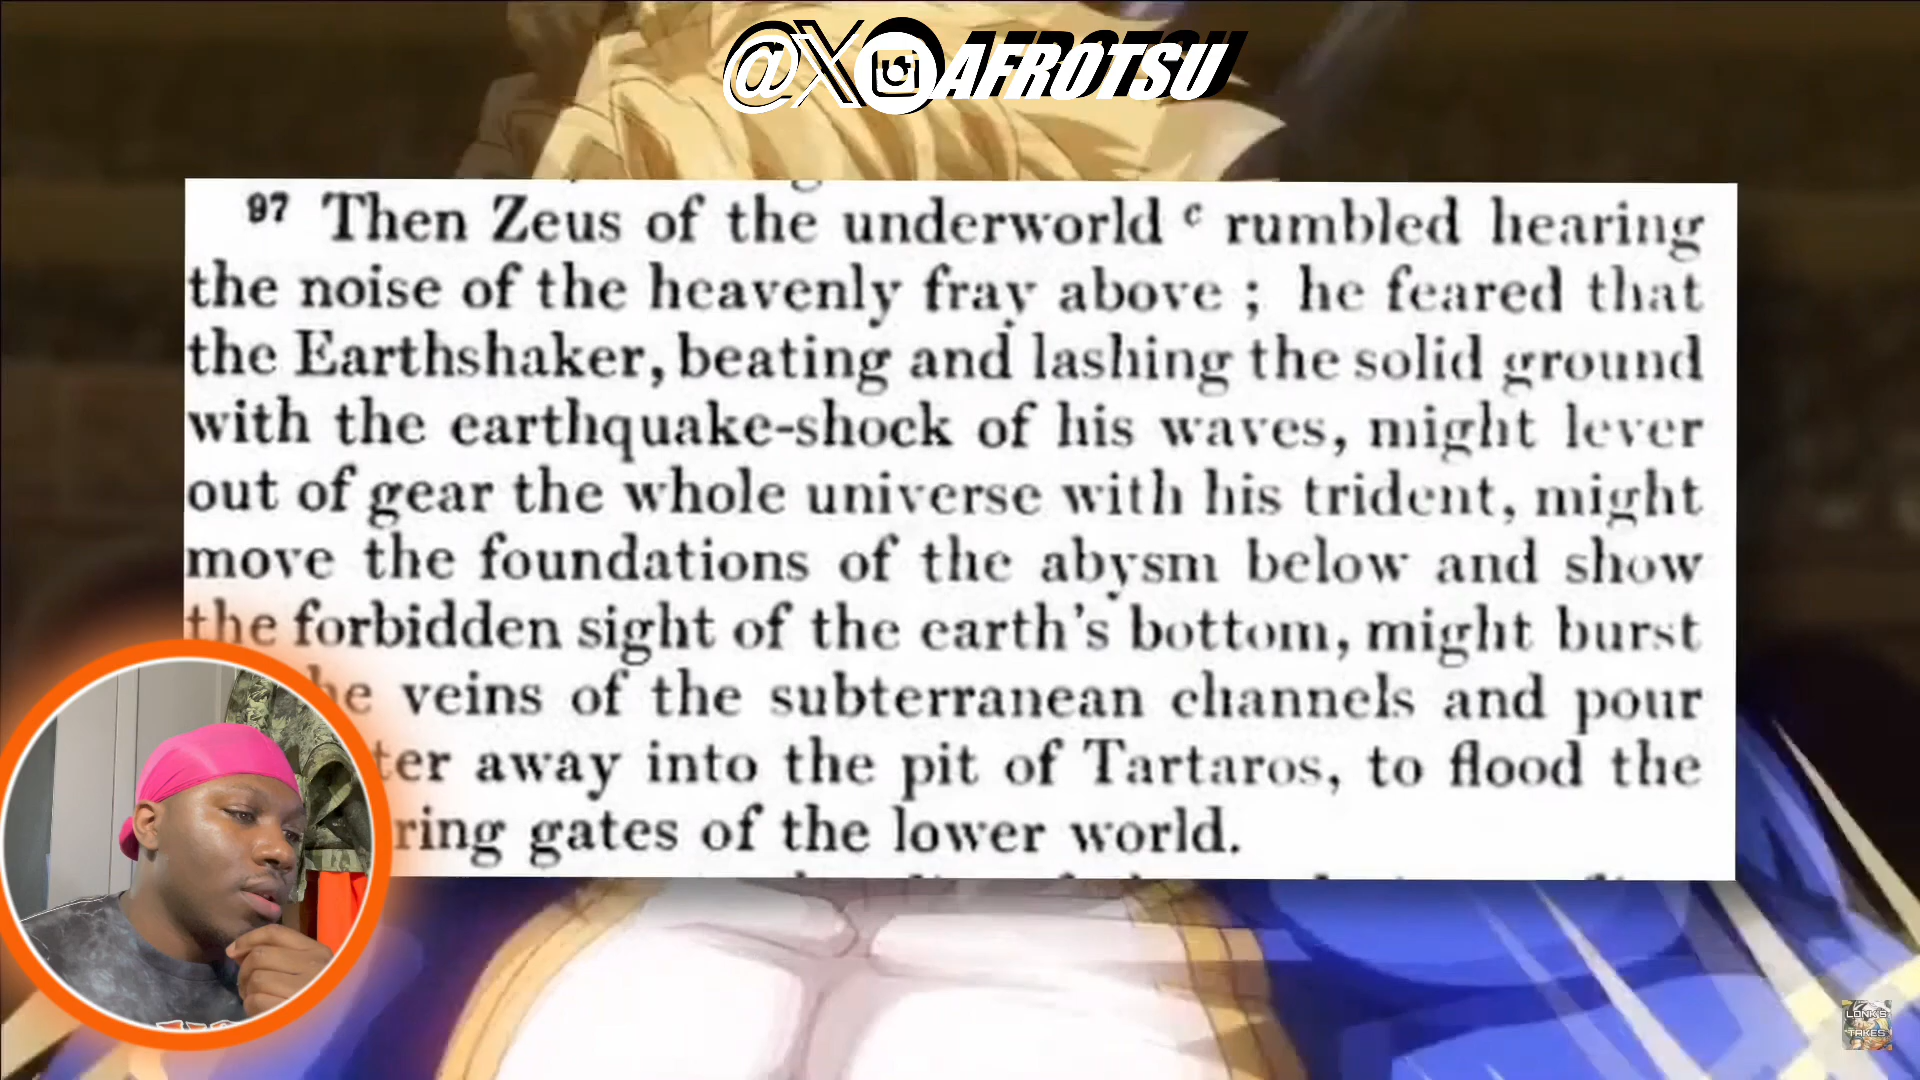 @X AFROTSU
97 Then Zeus of the underworld c rumbled hearing
the noise of the heavenly fray above ; he feared that
the Earthshaker, beating and lashing the solid ground
with the earthquake-shock of his waves, might lever
out of gear the whole universe with his trident, might
move the foundations of the abysm below and show
the forbidden sight of the earth's bottom, might burst
veins of the subterranean channels and pour
away into the pit of Tartaros, to flood the
gates of the lower world.
LONK'S
TAKES